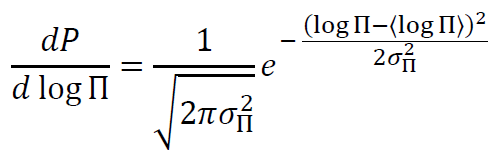 dP/d log Π = 1/√(2πσ_Π^2) e^{-(log Π−⟨log Π⟩)^2/2σ_Π^2}